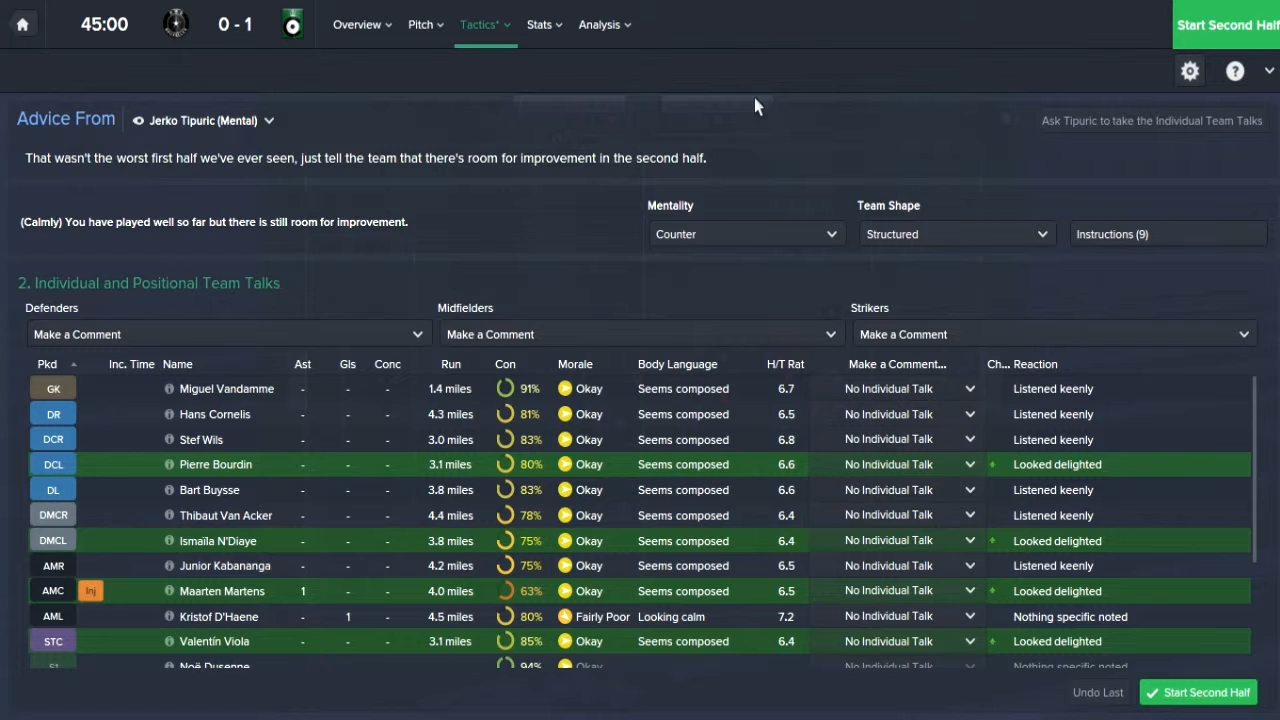 45:00 0 - 1 Overview Pitch Tactics* Stats Analysis Start Second Half
?
Advice From Jerko Tipuric (Mental) Ask Tipuric to take the Individual Team Talks
That wasn't the worst first half we've ever seen, just tell the team that there's room for improvement in the second half.
Mentality Team Shape
(Calmly) You have played well so far but there is still room for improvement. Counter Structured Instructions (9)
2. Individual and Positional Team Talks
Defenders Midfielders Strikers
Make a Comment Make a Comment Make a Comment
Pkd Inc. Time Name Ast Gls Conc Run Con Morale Body Language H/T Rat Make a Comment... Ch... Reaction
GK Miguel Vandamme - - - 1.4 miles 91% Okay Seems composed 6.7 No Individual Talk Listened keenly
DR Hans Cornelis - - - 4.3 miles 81% Okay Seems composed 6.5 No Individual Talk Listened keenly
DCR Stef Wils - - - 3.0 miles 83% Okay Seems composed 6.8 No Individual Talk Listened keenly
DCL Pierre Bourdin - - - 3.1 miles 80% Okay Seems composed 6.6 No Individual Talk Looked delighted
DL Bart Buysse - - - 3.8 miles 83% Okay Seems composed 6.6 No Individual Talk Listened keenly
DMCR Thibaut Van Acker - - - 4.4 miles 78% Okay Seems composed 6.4 No Individual Talk Listened keenly
DMCL Ismaïla N'Diaye - - - 3.8 miles 75% Okay Seems composed 6.4 No Individual Talk Looked delighted
AMR Junior Kabananga - - - 4.2 miles 75% Okay Seems composed 6.5 No Individual Talk Listened keenly
AMC Inj Maarten Martens 1 - - 4.0 miles 63% Okay Seems composed 6.5 No Individual Talk Looked delighted
AML Kristof D'Haene - 1 - 4.5 miles 80% Fairly Poor Looking calm 7.2 No Individual Talk Nothing specific noted
STC Valentín Viola - - - 3.1 miles 85% Okay Seems composed 6.4 No Individual Talk Looked delighted
S1 Noë Dussenne - - - 94% Okay No Individual Talk Nothing specific noted
Undo Last Start Second Half